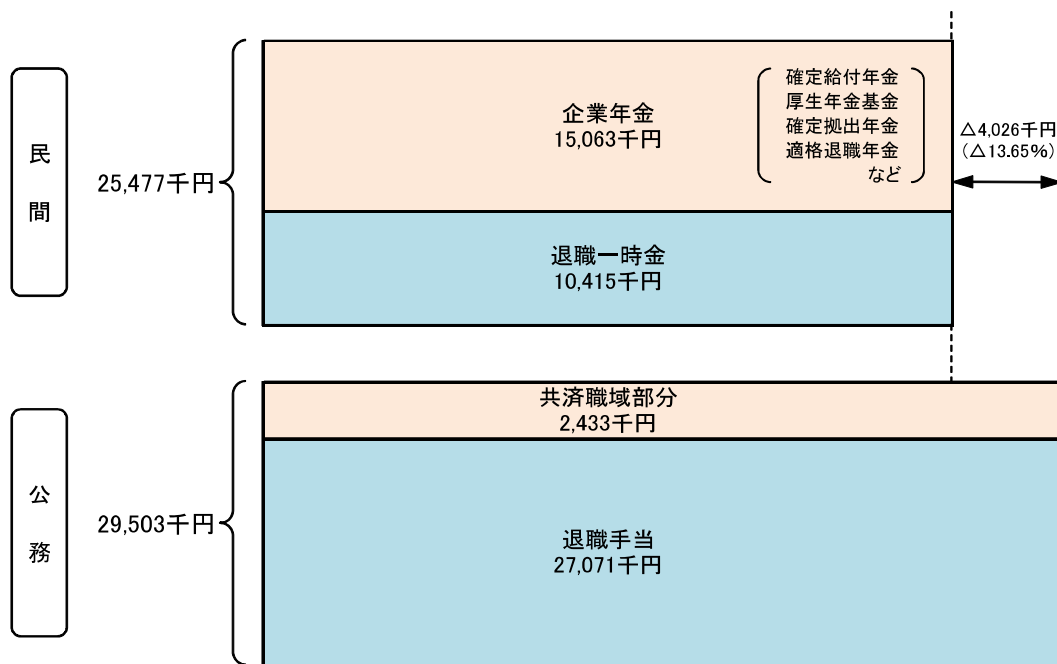 民間
25,477千円
企業年金
15,063千円
確定給付年金
厚生年金基金
確定拠出年金
適格退職年金
など
△4,026千円
(△13.65%)
退職一時金
10,415千円
公務
29,503千円
共済職域部分
2,433千円
退職手当
27,071千円